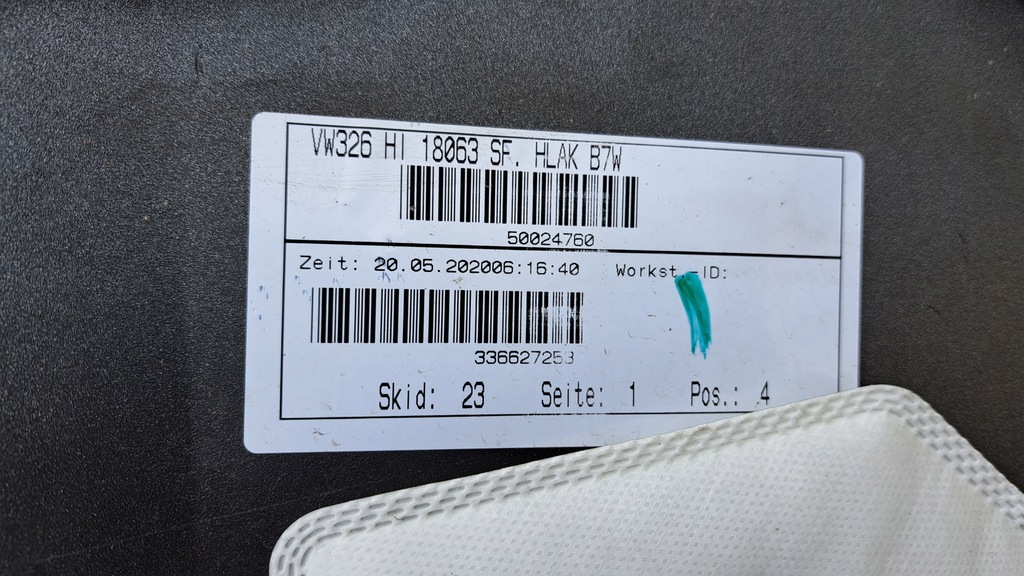 VW326 HI 18063 SF. HLAK B7W
50024760
Zeit: 20.05.202006:16:40 Workst.-ID:
336627253
Skid: 23 Seite: 1 Pos.: 4